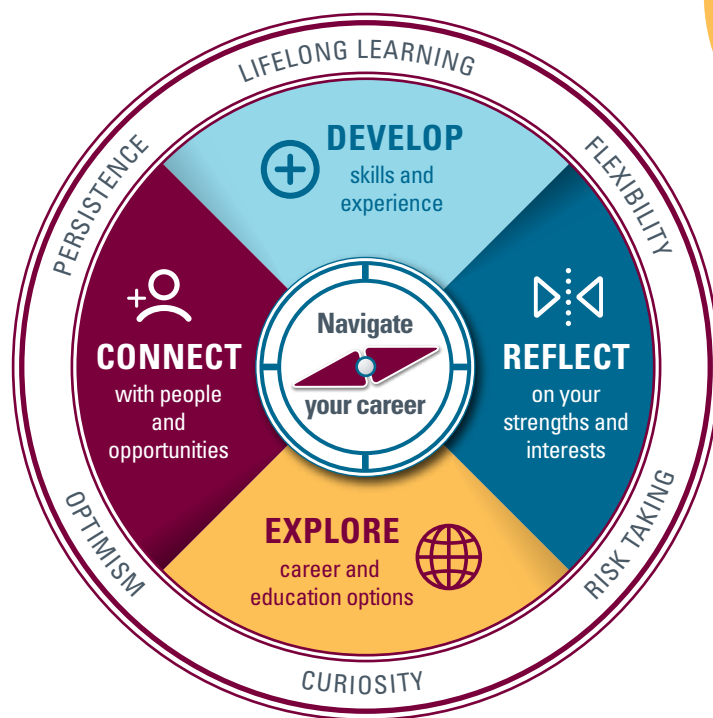 LIFELONG LEARNING
FLEXIBILITY
RISK TAKING
CURIOSITY
OPTIMISM
PERSISTENCE
DEVELOP
skills and
experience
REFLECT
on your
strengths and
interests
EXPLORE
career and
education options
CONNECT
with people
and
opportunities
Navigate
your career